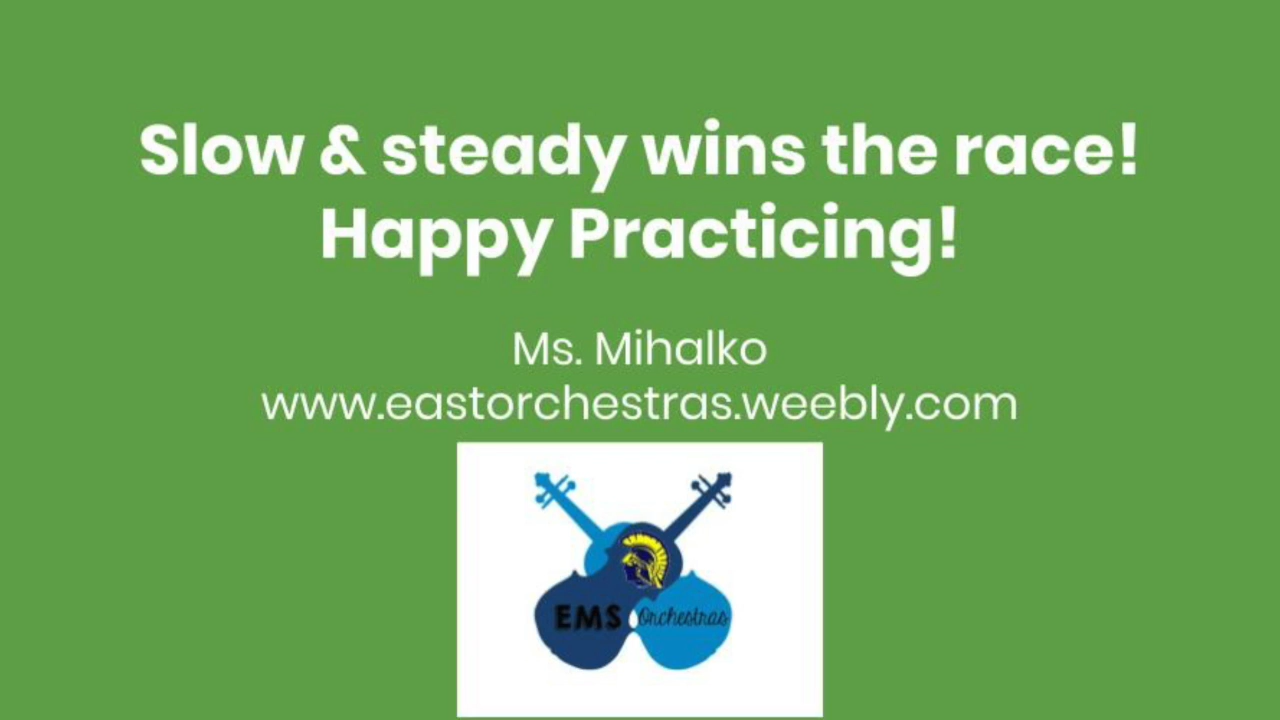 Slow & steady wins the race!
Happy Practicing!
Ms. Mihalko
www.eastorchestras.weebly.com
EMS Orchestras